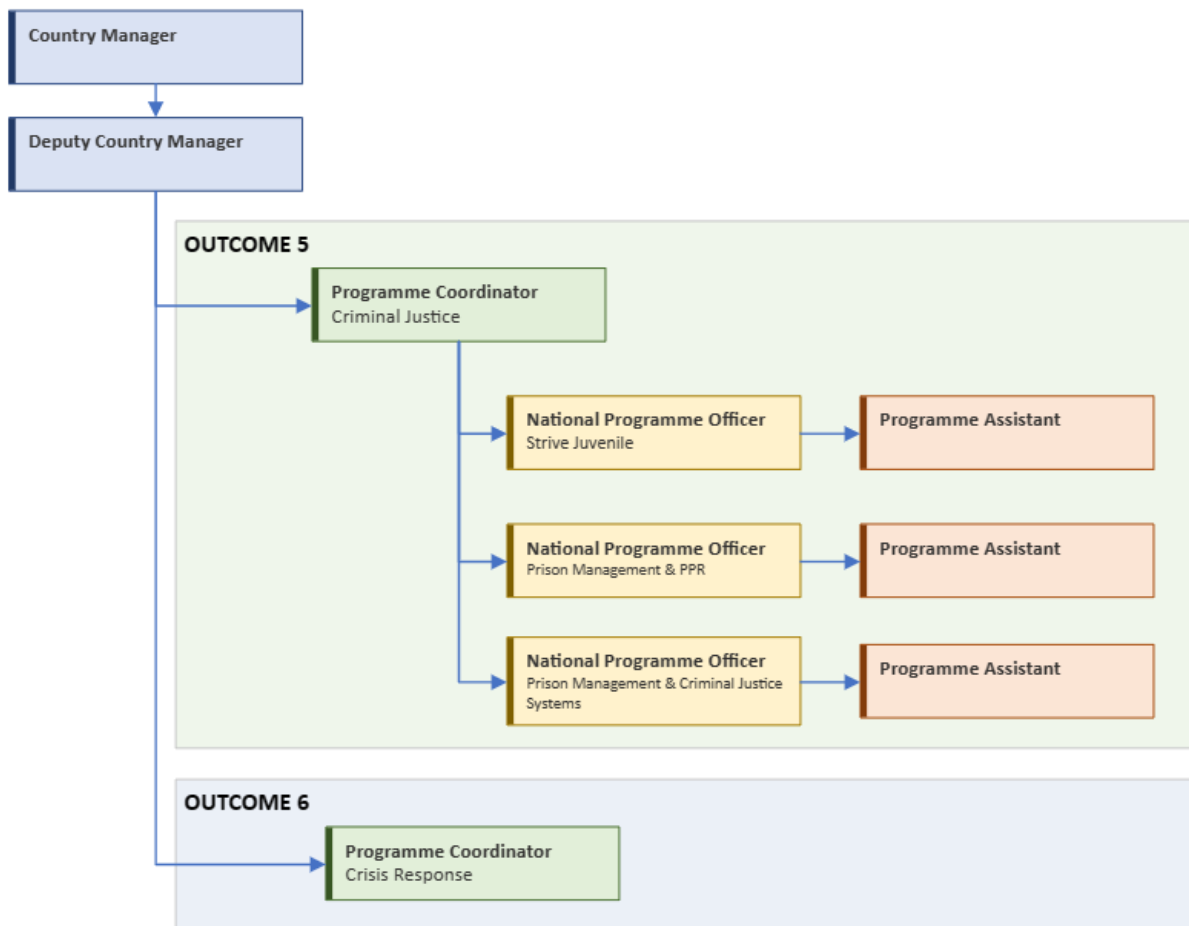 Country Manager
Deputy Country Manager
OUTCOME 5
Programme Coordinator
Criminal Justice
National Programme Officer
Strive Juvenile
Programme Assistant
National Programme Officer
Prison Management & PPR
Programme Assistant
National Programme Officer
Prison Management & Criminal Justice
Systems
Programme Assistant
OUTCOME 6
Programme Coordinator
Crisis Response